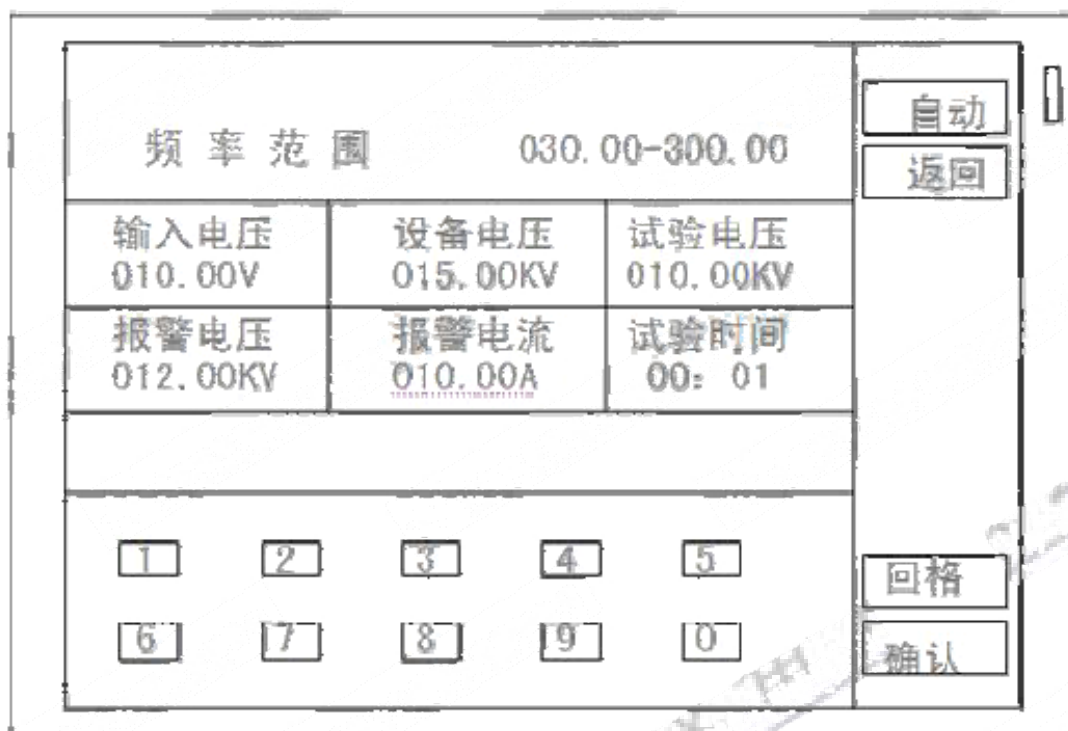 频率范围 030.00-300.00
自动
返回
输入电压 设备电压 试验电压
010.00V 015.00KV 010.00KV
报警电压 报警电流 试验时间
012.00KV 010.00A 00: 01
1 2 3 4 5
6 7 8 9 0
回格
确认